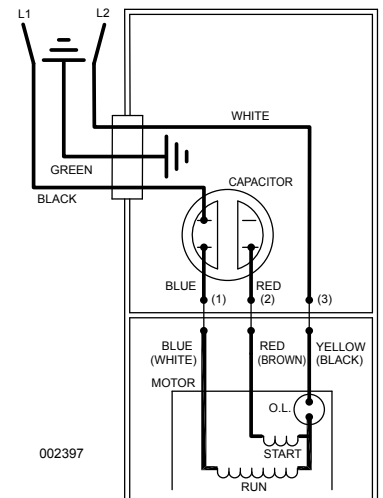 L1
L2
WHITE
GREEN
BLACK
CAPACITOR
BLUE
RED
(1)
(2)
(3)
BLUE
(WHITE)
RED
(BROWN)
YELLOW
(BLACK)
MOTOR
O.L.
START
RUN
002397